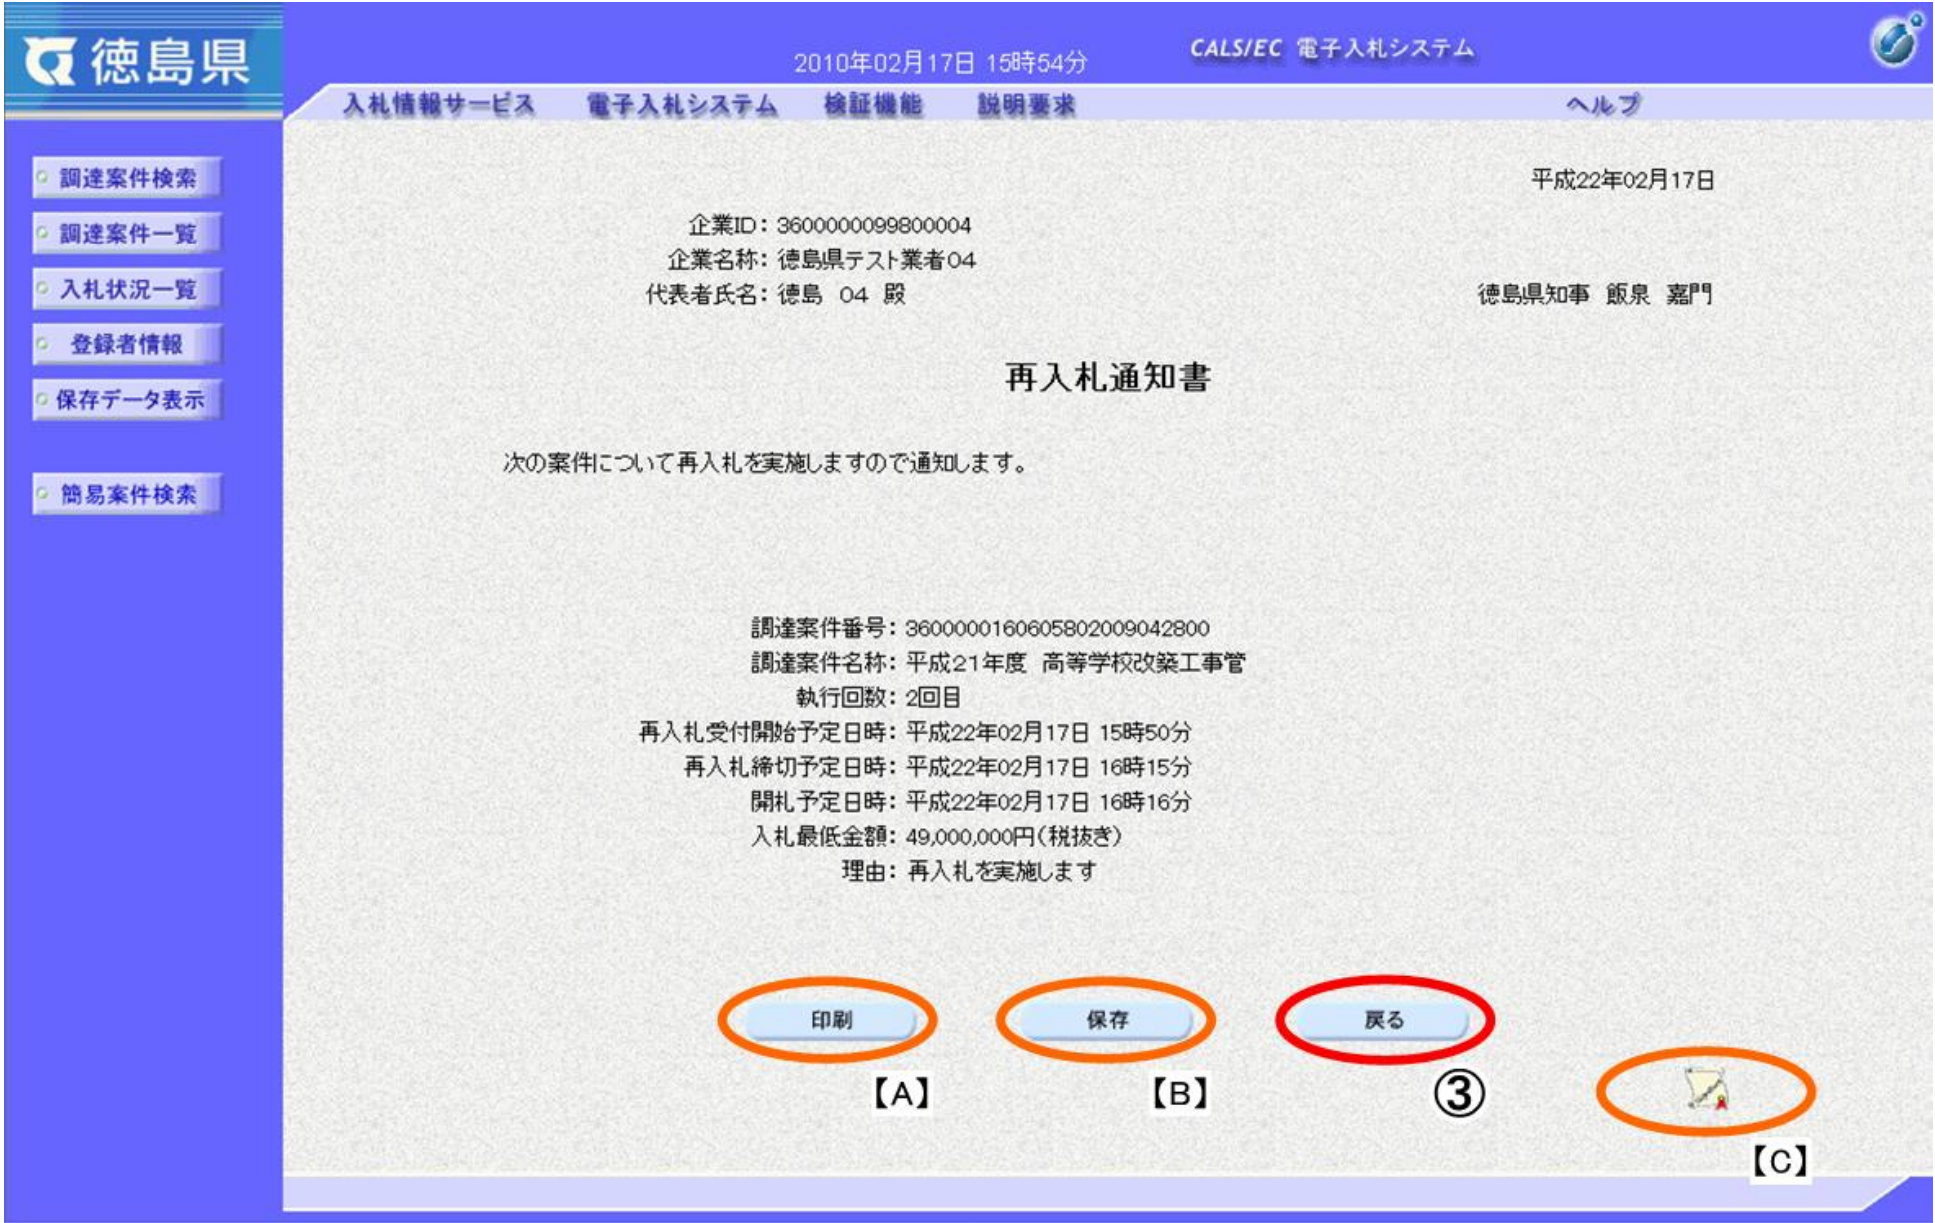 徳島県
2010年02月17日 15時54分
CALS/EC 電子入札システム
入札情報サービス 電子入札システム 検証機能 説明要求 ヘルプ
調達案件検索
調達案件一覧
入札状況一覧
登録者情報
保存データ表示
簡易案件検索
平成22年02月17日
企業ID：3600000099800004
企業名称：徳島県テスト業者04
代表者氏名：徳島 04 殿
徳島県知事 飯泉 嘉門
再入札通知書
次の案件について再入札を実施しますので通知します。
調達案件番号：3600000160605802009042800
調達案件名称：平成21年度 高等学校改築工事管
執行回数：2回目
再入札受付開始予定日時：平成22年02月17日 15時50分
再入札締切予定日時：平成22年02月17日 16時15分
開札予定日時：平成22年02月17日 16時16分
入札最低金額：49,000,000円(税抜き)
理由：再入札を実施します
印刷 保存 戻る
【A】 【B】 ③
【C】